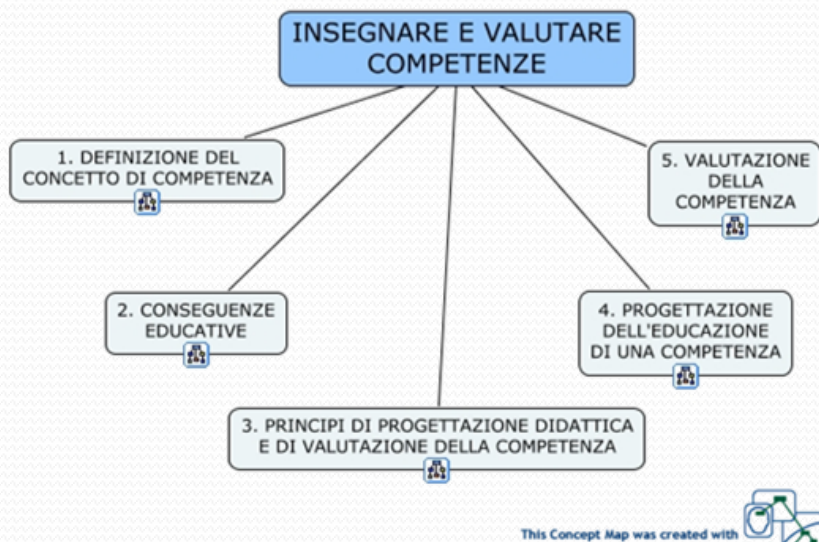 INSEGNARE E VALUTARE
COMPETENZE
1. DEFINIZIONE DEL
CONCETTO DI COMPETENZA
2. CONSEGUENZE
EDUCATIVE
3. PRINCIPI DI PROGETTAZIONE DIDATTICA
E DI VALUTAZIONE DELLA COMPETENZA
4. PROGETTAZIONE
DELL'EDUCAZIONE
DI UNA COMPETENZA
5. VALUTAZIONE
DELLA
COMPETENZA
This Concept Map was created with